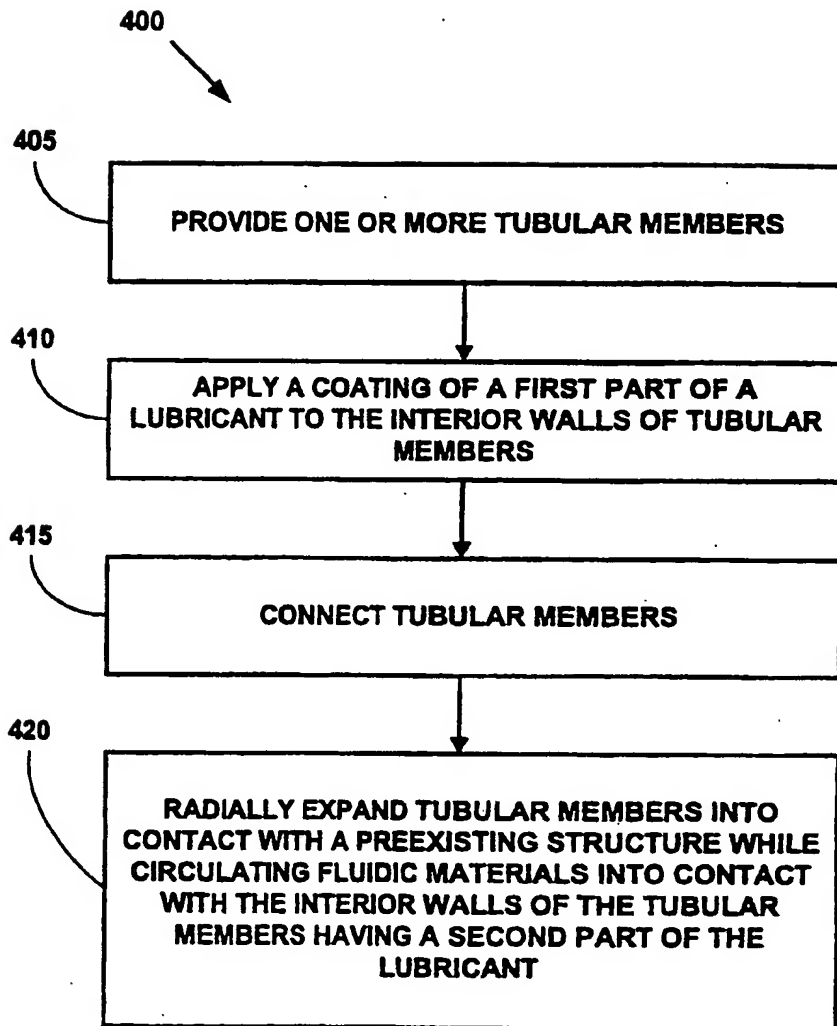 400
405
PROVIDE ONE OR MORE TUBULAR MEMBERS
410
APPLY A COATING OF A FIRST PART OF A
LUBRICANT TO THE INTERIOR WALLS OF TUBULAR
MEMBERS
415
CONNECT TUBULAR MEMBERS
420
RADIALLY EXPAND TUBULAR MEMBERS INTO
CONTACT WITH A PREEXISTING STRUCTURE WHILE
CIRCULATING FLUIDIC MATERIALS INTO CONTACT
WITH THE INTERIOR WALLS OF THE TUBULAR
MEMBERS HAVING A SECOND PART OF THE
LUBRICANT